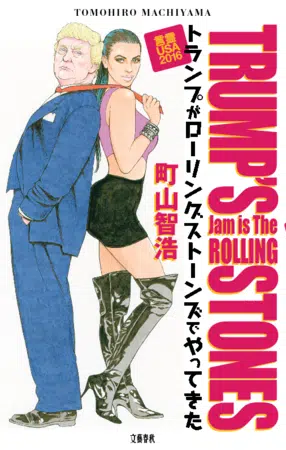 TOMOHIRO MACHIYAMA
TRUMP'S
Jam is The
ROLLING
STONES
言霊
USA
2016
トランプがローリングストーンズでやってきた
町山智浩
文藝春秋